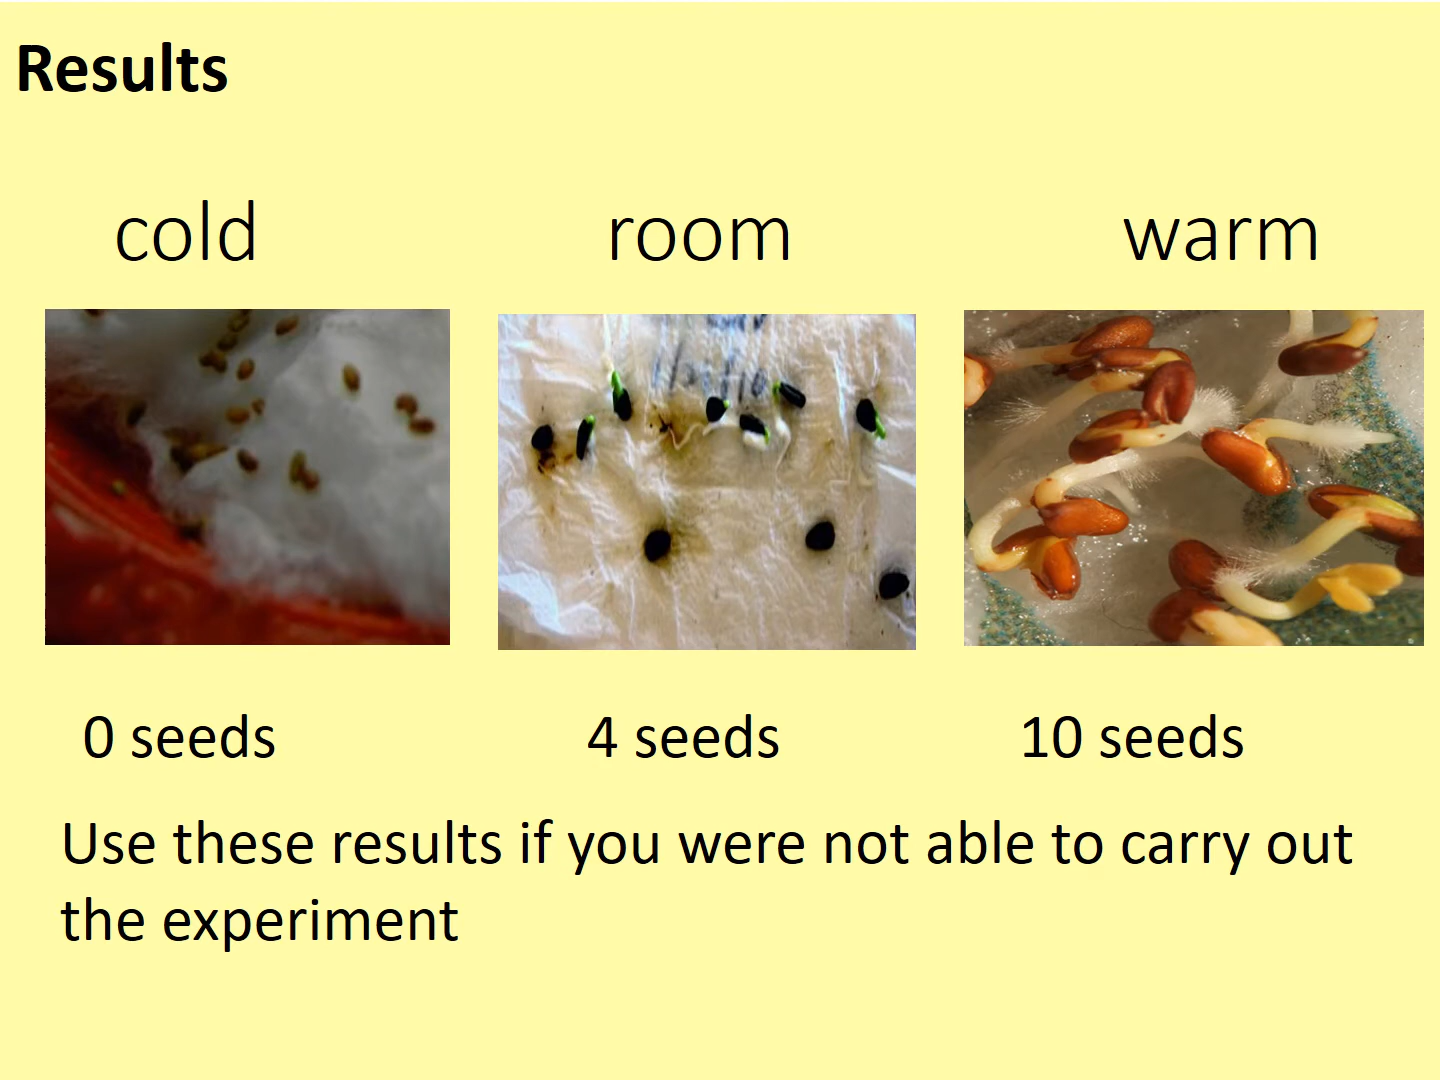 Results
cold room warm
0 seeds 4 seeds 10 seeds
Use these results if you were not able to carry out
the experiment